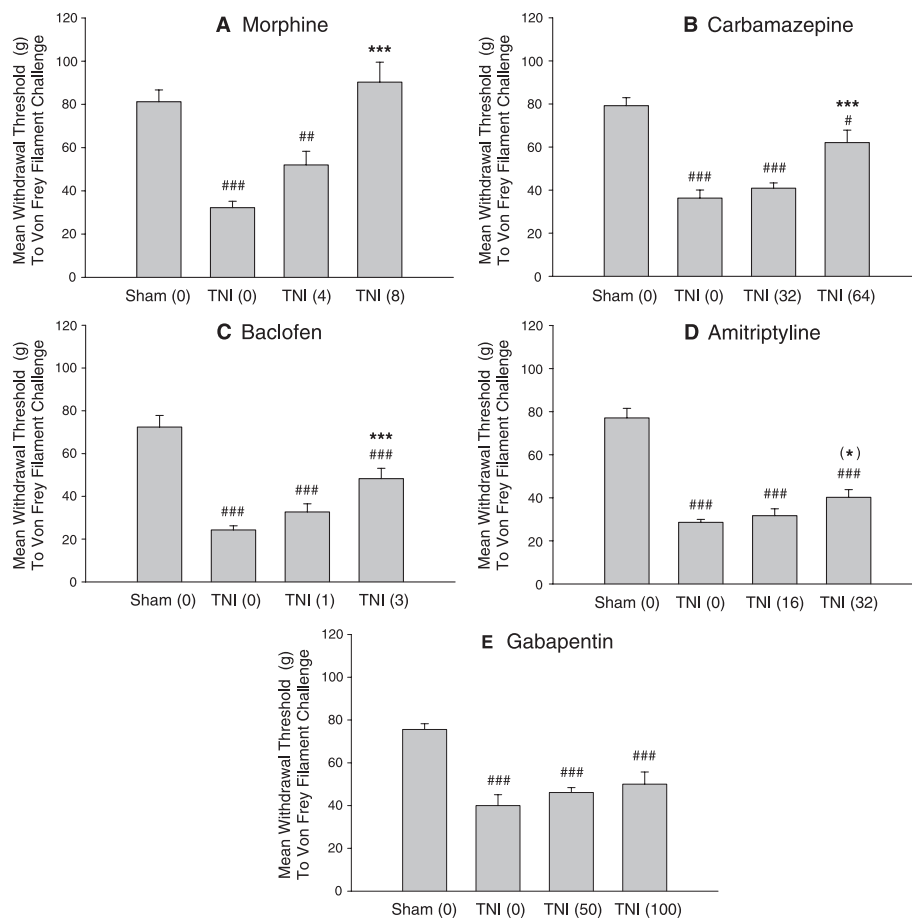 A Morphine
Mean Withdrawal Threshold (g)
To Von Frey Filament Challenge
120
100
80
60
40
20
0
###
##
***
Sham (0) TNI (0) TNI (4) TNI (8)
B Carbamazepine
Mean Withdrawal Threshold (g)
To Von Frey Filament Challenge
120
100
80
60
40
20
0
###
###
***
#
Sham (0) TNI (0) TNI (32) TNI (64)
C Baclofen
Mean Withdrawal Threshold (g)
To Von Frey Filament Challenge
120
100
80
60
40
20
0
###
###
***
###
Sham (0) TNI (0) TNI (1) TNI (3)
D Amitriptyline
Mean Withdrawal Threshold (g)
To Von Frey Filament Challenge
120
100
80
60
40
20
0
###
###
(*)
###
Sham (0) TNI (0) TNI (16) TNI (32)
E Gabapentin
Mean Withdrawal Threshold (g)
To Von Frey Filament Challenge
120
100
80
60
40
20
0
###
###
###
Sham (0) TNI (0) TNI (50) TNI (100)